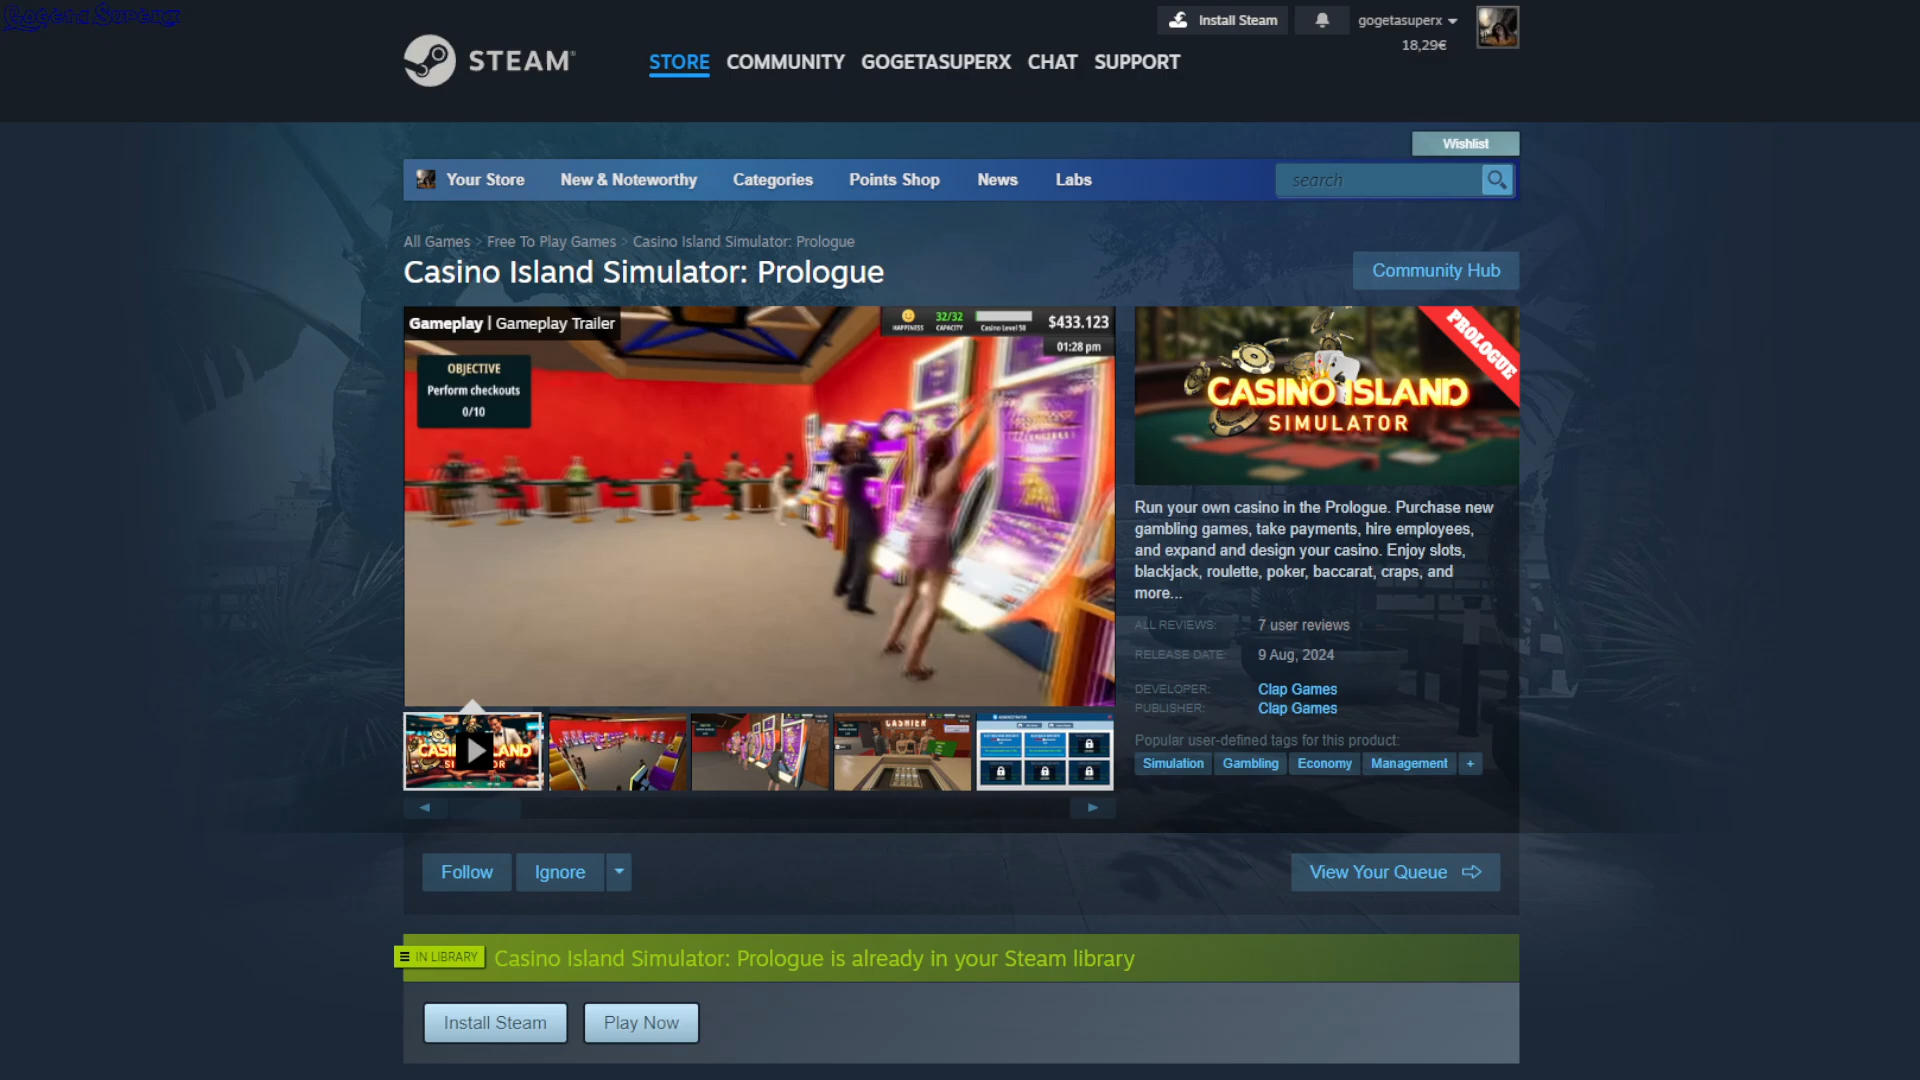 Gogeta Superx
Install Steam
gogetasuperx
18,29€
STEAM®
STORE COMMUNITY GOGETASUPERX CHAT SUPPORT
Wishlist
Your Store New & Noteworthy Categories Points Shop News Labs
search
All Games > Free To Play Games > Casino Island Simulator: Prologue
Casino Island Simulator: Prologue
Community Hub
Gameplay | Gameplay Trailer
HAPPINESS
32/32
CAPACITY
Casino Level 50
$433.123
01:28 pm
OBJECTIVE
Perform checkouts
0/10
PROLOGUE
CASINO ISLAND
SIMULATOR
Run your own casino in the Prologue. Purchase new
gambling games, take payments, hire employees,
and expand and design your casino. Enjoy slots,
blackjack, roulette, poker, baccarat, craps, and
more...
ALL REVIEWS: 7 user reviews
RELEASE DATE: 9 Aug, 2024
DEVELOPER: Clap Games
PUBLISHER: Clap Games
Popular user-defined tags for this product:
Simulation Gambling Economy Management +
CASHIER
Follow
Ignore
View Your Queue
IN LIBRARY
Casino Island Simulator: Prologue is already in your Steam library
Install Steam
Play Now